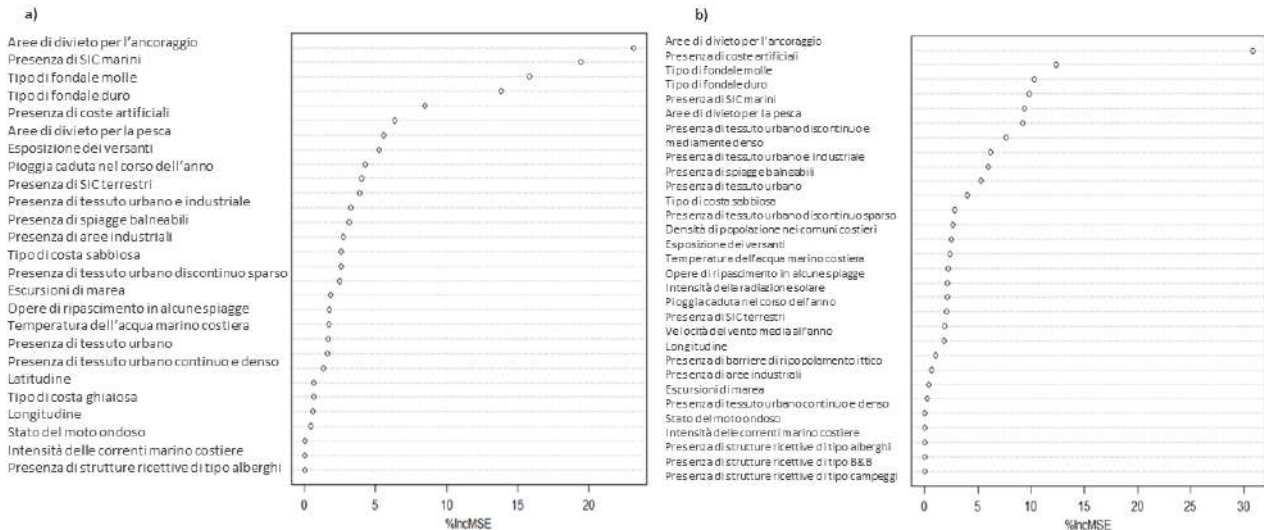 a)
Aree di divieto per l'ancoraggio
Presenza di SIC marini
Tipo di fondale molle
Tipo di fondale duro
Presenza di coste artificiali
Aree di divieto per la pesca
Esposizione dei versanti
Pioggia caduta nel corso dell'anno
Presenza di SIC terrestri
Presenza di tessuto urbano e industriale
Presenza di spiagge balneabili
Presenza di aree industriali
Tipo di costa sabbiosa
Presenza di tessuto urbano discontinuo sparso
Escursioni di marea
Opere di ripascimento in alcune spiagge
Temperatura dell'acqua marino costiera
Presenza di tessuto urbano
Presenza di tessuto urbano continuo e denso
Latitudine
Tipo di costa ghiaiosa
Longitudine
Stato del moto ondoso
Intensità delle correnti marino costiere
Presenza di strutture ricettive di tipo alberghi
0 5 10 15 20
%IncMSE
b)
Aree di divieto per l'ancoraggio
Presenza di coste artificiali
Tipo di fondale molle
Tipo di fondale duro
Presenza di SIC marini
Aree di divieto per la pesca
Presenza di tessuto urbano discontinuo e
mediamente denso
Presenza di tessuto urbano e industriale
Presenza di spiagge balneabili
Presenza di tessuto urbano
Tipo di costa sabbiosa
Presenza di tessuto urbano discontinuo sparso
Densità di popolazione nei comuni costieri
Esposizione dei versanti
Temperatura dell'acqua marino costiera
Opere di ripascimento in alcune spiagge
Intensità della radiazione solare
Pioggia caduta nel corso dell'anno
Presenza di SIC terrestri
Velocità del vento media all'anno
Longitudine
Presenza di barriere di ripopolamento ittico
Presenza di aree industriali
Escursioni di marea
Presenza di tessuto urbano continuo e denso
Stato del moto ondoso
Intensità delle correnti marino costiere
Presenza di strutture ricettive di tipo alberghi
Presenza di strutture ricettive di tipo B&B
Presenza di strutture ricettive di tipo campeggi
0 5 10 15 20 25 30
%IncMSE